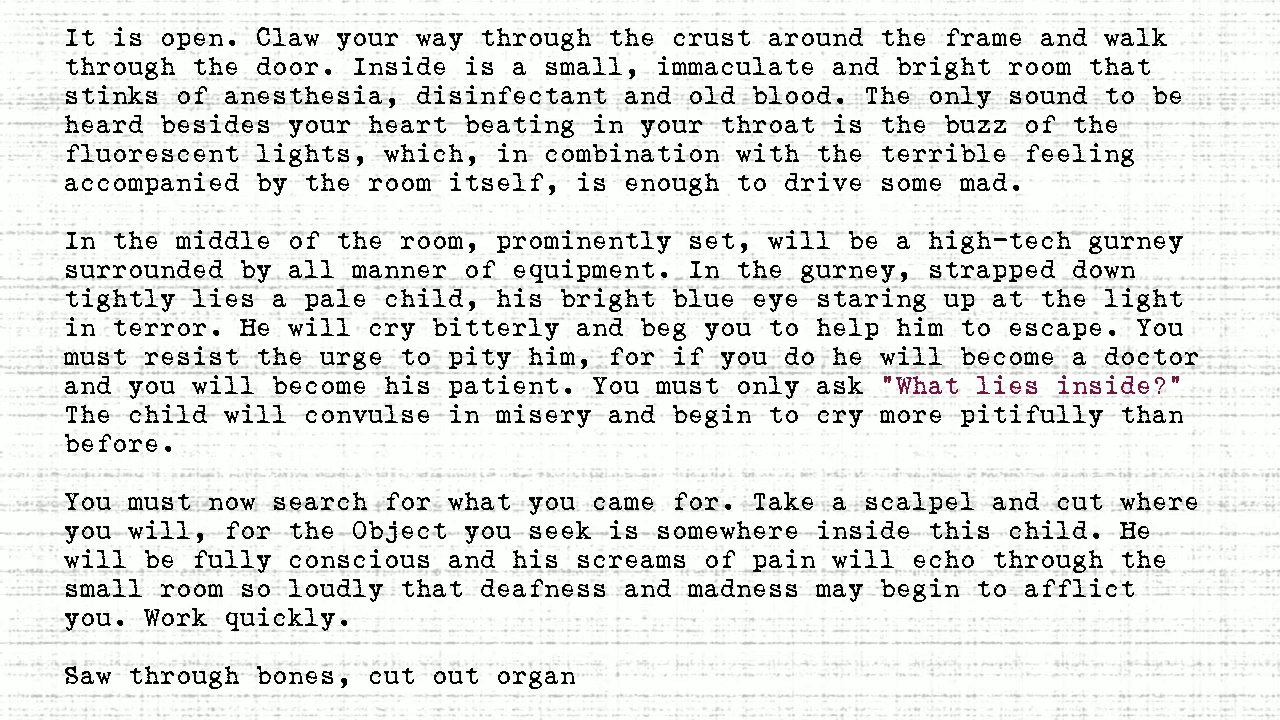 It is open. Claw your way through the crust around the frame and walk
through the door. Inside is a small, immaculate and bright room that
stinks of anesthesia, disinfectant and old blood. The only sound to be
heard besides your heart beating in your throat is the buzz of the
fluorescent lights, which, in combination with the terrible feeling
accompanied by the room itself, is enough to drive some mad.
In the middle of the room, prominently set, will be a high-tech gurney
surrounded by all manner of equipment. In the gurney, strapped down
tightly lies a pale child, his bright blue eye staring up at the light
in terror. He will cry bitterly and beg you to help him to escape. You
must resist the urge to pity him, for if you do he will become a doctor
and you will become his patient. You must only ask "What lies inside?"
The child will convulse in misery and begin to cry more pitifully than
before.
You must now search for what you came for. Take a scalpel and cut where
you will, for the Object you seek is somewhere inside this child. He
will be fully conscious and his screams of pain will echo through the
small room so loudly that deafness and madness may begin to afflict
you. Work quickly.
Saw through bones, cut out organ